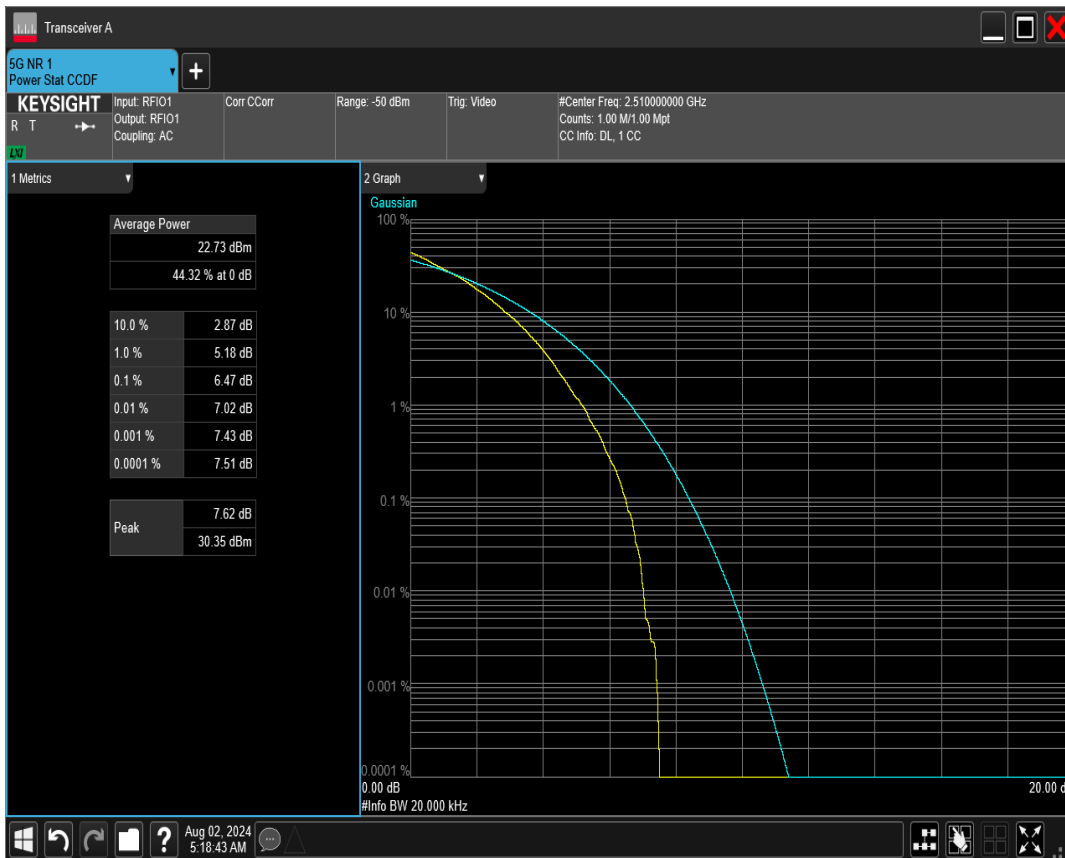 Transceiver A
5G NR 1
Power Stat CCDF
KEYSIGHT
R T
LXI
Input: RFIO1
Output: RFIO1
Coupling: AC
Corr CCorr
Range: -50 dBm
Trig: Video
#Center Freq: 2.510000000 GHz
Counts: 1.00 M/1.00 Mpt
CC Info: DL, 1 CC
1 Metrics
Average Power
22.73 dBm
44.32 % at 0 dB
10.0 % 2.87 dB
1.0 % 5.18 dB
0.1 % 6.47 dB
0.01 % 7.02 dB
0.001 % 7.43 dB
0.0001 % 7.51 dB
Peak
7.62 dB
30.35 dBm
2 Graph
Gaussian
100 %
10 %
1 %
0.1 %
0.01 %
0.001 %
0.0001 %
0.00 dB
20.00 d
#Info BW 20.000 kHz
?
Aug 02, 2024
5:18:43 AM